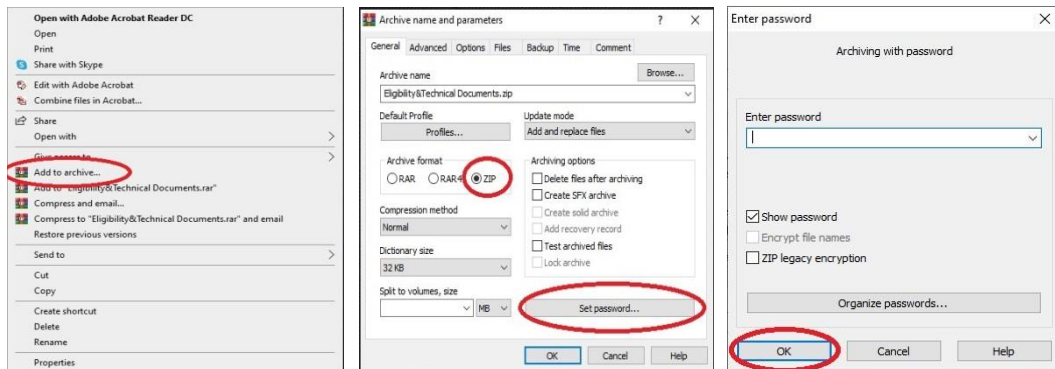 Open with Adobe Acrobat Reader DC
Open
Print
Share with Skype
Edit with Adobe Acrobat
Combine files in Acrobat...
Share
Open with
Give access to
Add to archive...
Add to "Eligibility&Technical Documents.rar"
Compress and email...
Compress to "Eligibility&Technical Documents.rar" and email
Restore previous versions
Send to
Cut
Copy
Create shortcut
Delete
Rename
Properties
Archive name and parameters
General Advanced Options Files Backup Time Comment
Archive name
Browse...
Eligibility&Technical Documents.zip
Default Profile
Profiles...
Update mode
Add and replace files
Archive format
RAR RAR4 ZIP
Compression method
Normal
Dictionary size
32 KB
Split to volumes, size
MB
Archiving options
Delete files after archiving
Create SFX archive
Create solid archive
Add recovery record
Test archived files
Lock archive
Set password...
OK Cancel Help
Enter password
Archiving with password
Enter password
Show password
Encrypt file names
ZIP legacy encryption
Organize passwords...
OK Cancel Help